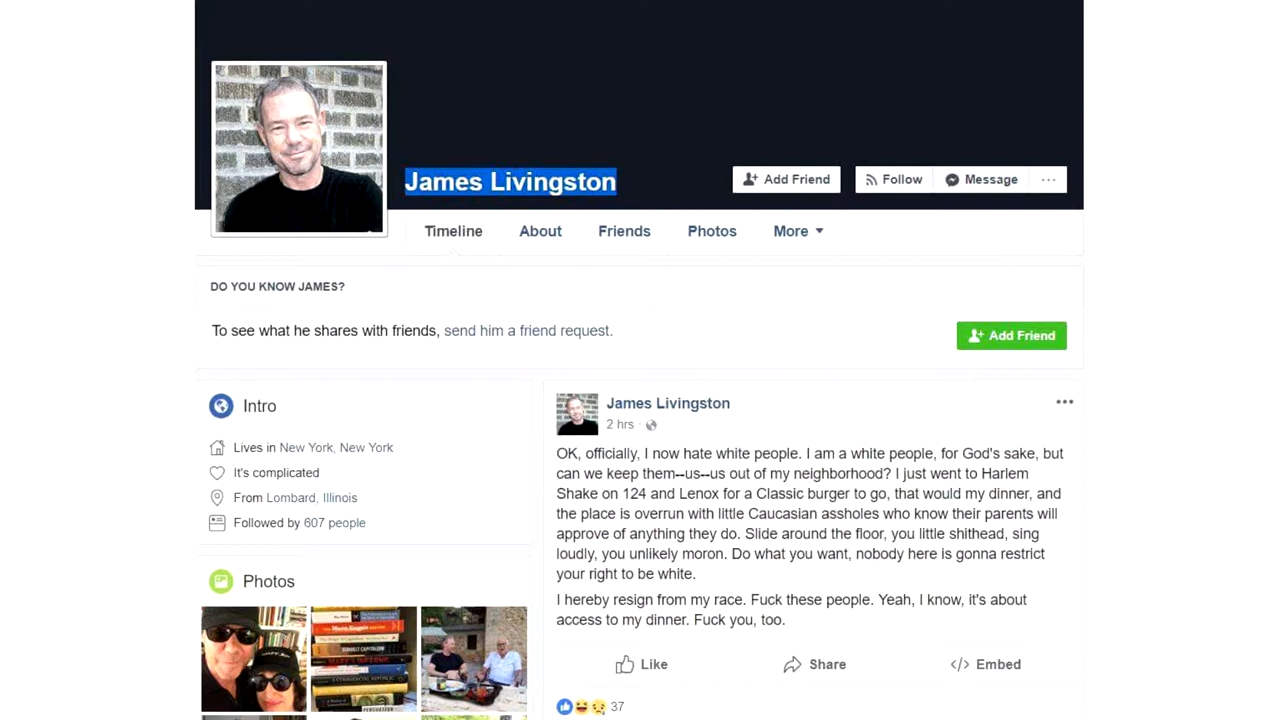 James Livingston
Add Friend
Follow
Message
Timeline
About
Friends
Photos
More
DO YOU KNOW JAMES?
To see what he shares with friends, send him a friend request.
Add Friend
Intro
Lives in New York, New York
It's complicated
From Lombard, Illinois
Followed by 607 people
Photos
James Livingston
2 hrs ·
OK, officially, I now hate white people. I am a white people, for God's sake, but
can we keep them--us--us out of my neighborhood? I just went to Harlem
Shake on 124 and Lenox for a Classic burger to go, that would my dinner, and
the place is overrun with little Caucasian assholes who know their parents will
approve of anything they do. Slide around the floor, you little shithead, sing
loudly, you unlikely moron. Do what you want, nobody here is gonna restrict
your right to be white.
I hereby resign from my race. Fuck these people. Yeah, I know, it's about
access to my dinner. Fuck you, too.
Like
Share
Embed
37